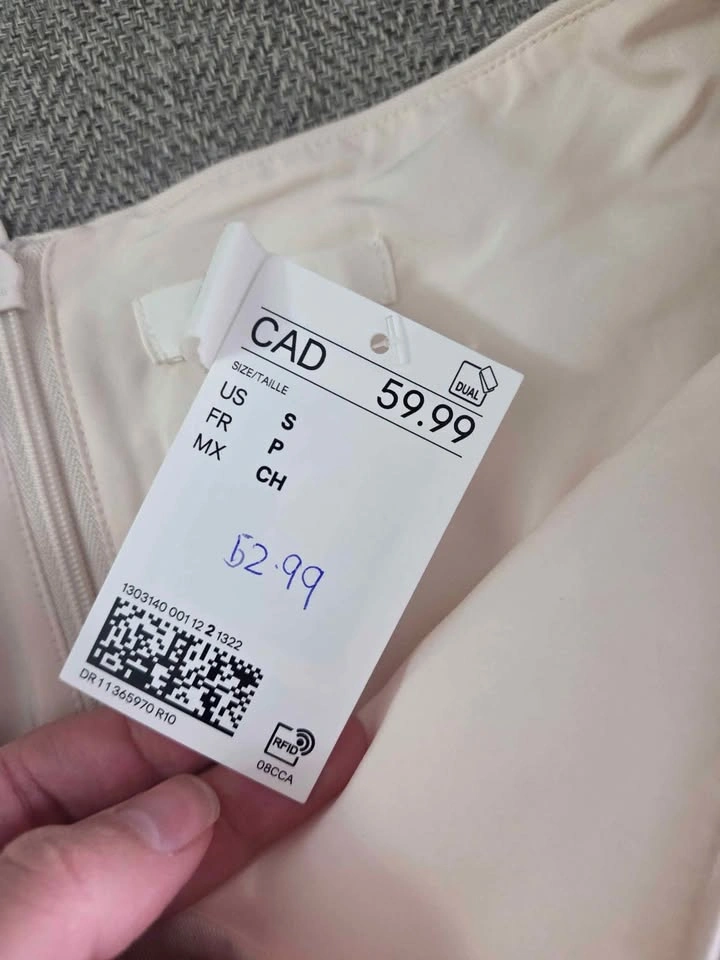 CAD 59.99
DUAL
SIZE/TAILLE
US S
FR P
MX CH
52.99
1303140 001 12 2 1322
DR11365970 R10
RFID
08CCA